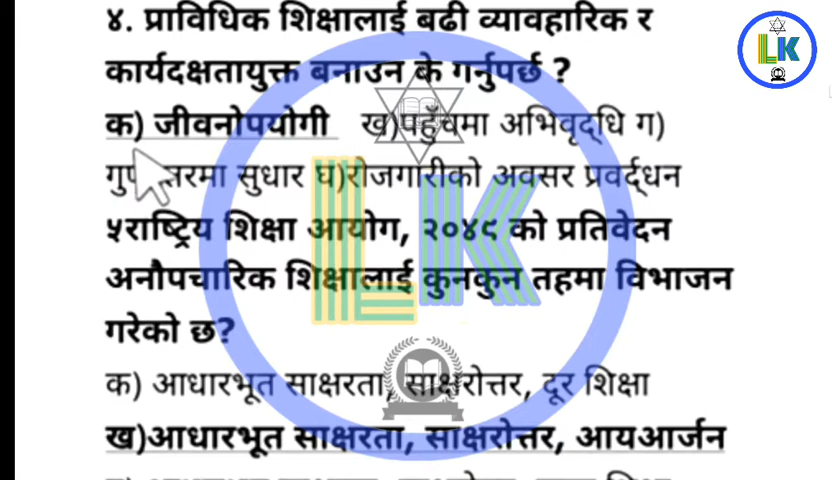 ४. प्राविधिक शिक्षालाई बढी व्यावहारिक र
कार्यदक्षतायुक्त बनाउन के गर्नुपर्छ ?
क) जीवनोपयोगी ख)पहुँचमा अभिवृद्धि ग)
सुधार घ)रोजगारीको अवसर प्रवर्द्धन
५राष्ट्रिय शिक्षा आयोग, २०४९ को प्रतिवेदन
अनौपचारिक शिक्षालाई कुनकुन तहमा विभाजन
गरेको छ?
क) आधारभूत साक्षरता, साक्षरोत्तर, दूर शिक्षा
ख)आधारभूत साक्षरता, साक्षरोत्तर, आयआर्जन
LK
LK